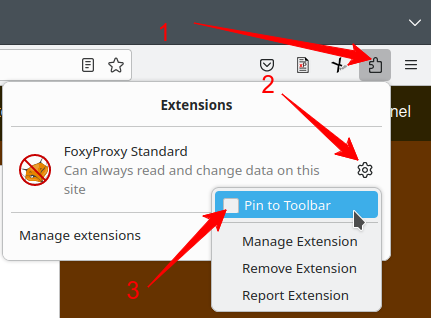 1
2
nel
Extensions
FoxyProxy Standard
Can always read and change data on this
site
Pin to Toolbar
Manage extensions
Manage Extension
3
Remove Extension
Report Extension